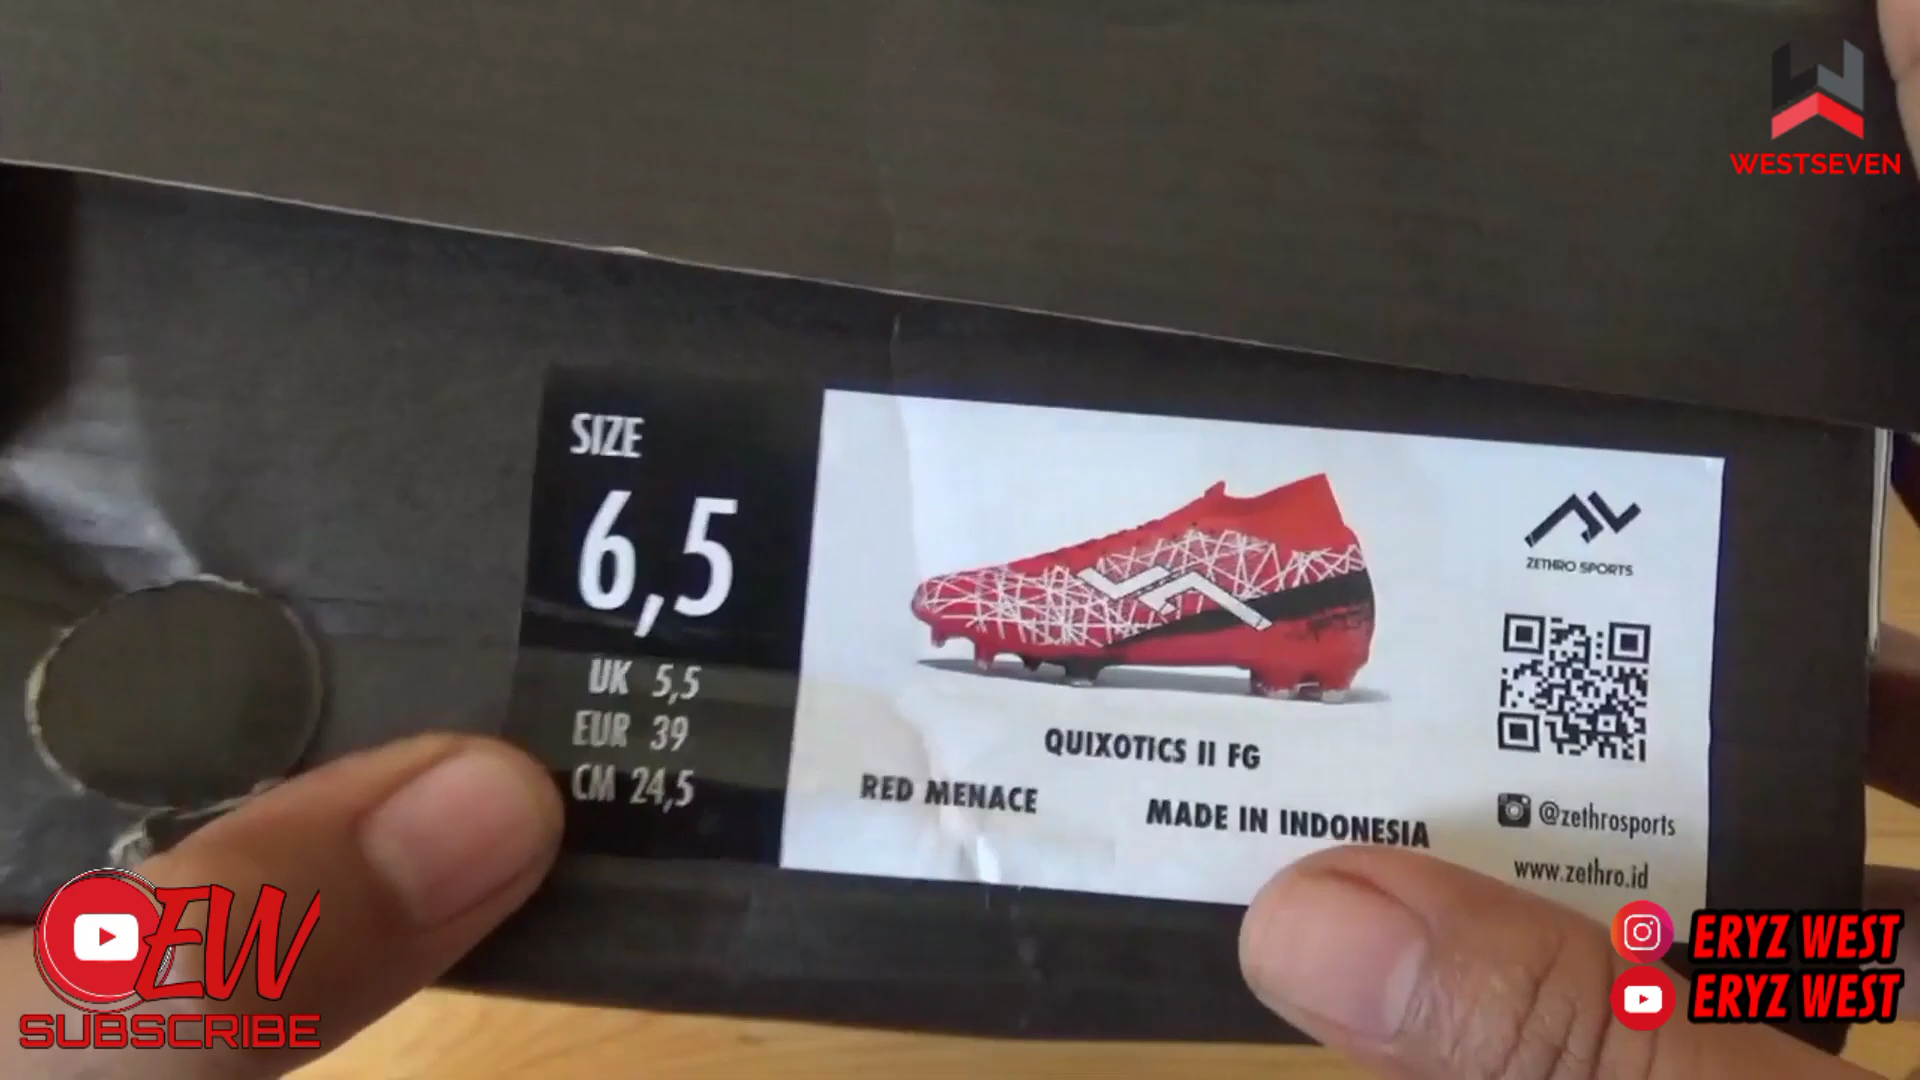 WESTSEVEN
SIZE
6,5
UK 5,5
EUR 39
CM 24,5
ZETHRO SPORTS
QUIXOTICS II FG
RED MENACE
MADE IN INDONESIA
@zethrosports
www.zethro.id
EW
SUBSCRIBE
ERYZ WEST
ERYZ WEST